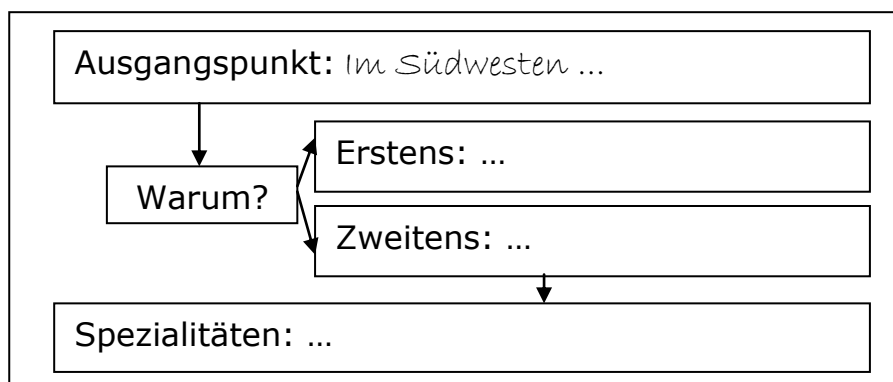 Ausgangspunkt: Im Südwesten ...
Erstens: ...
Warum?
Zweitens: ...
Spezialitäten: ...